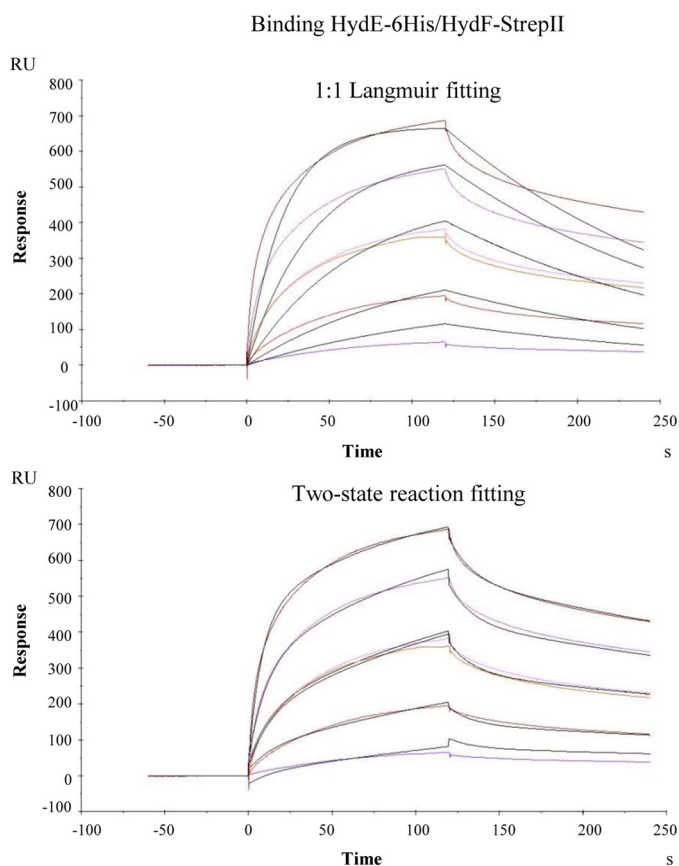 Binding HydE-6His/HydF-StrepII
RU
1:1 Langmuir fitting
800
700
600
500
400
300
200
100
0
-100
Response
-100 -50 0 50 100 150 200 250
Time s
RU
Two-state reaction fitting
800
700
600
500
400
300
200
100
0
-100
Response
-100 -50 0 50 100 150 200 250
Time s